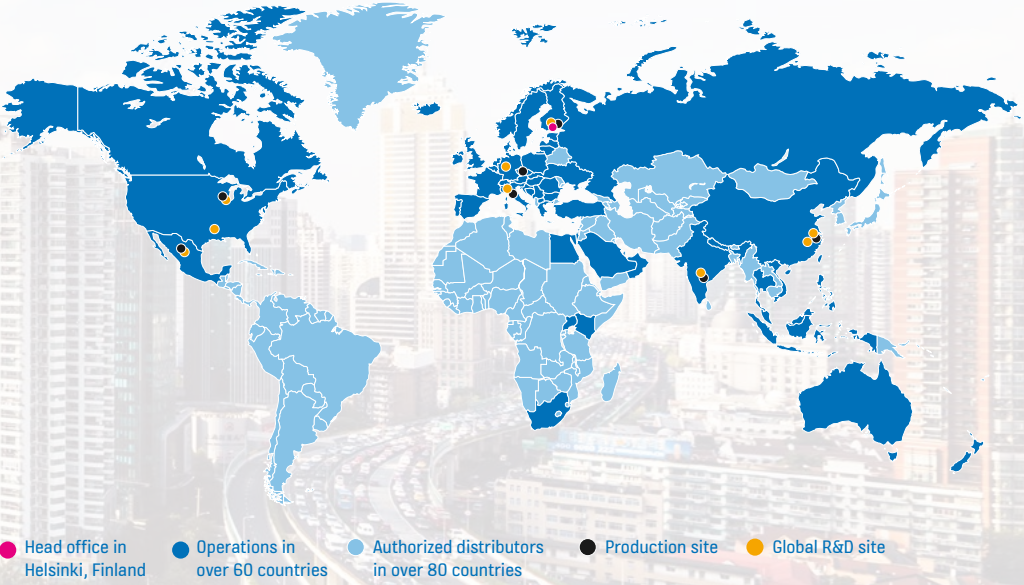 Head office in
Helsinki, Finland
Operations in
over 60 countries
Authorized distributors
in over 80 countries
Production site
Global R&D site